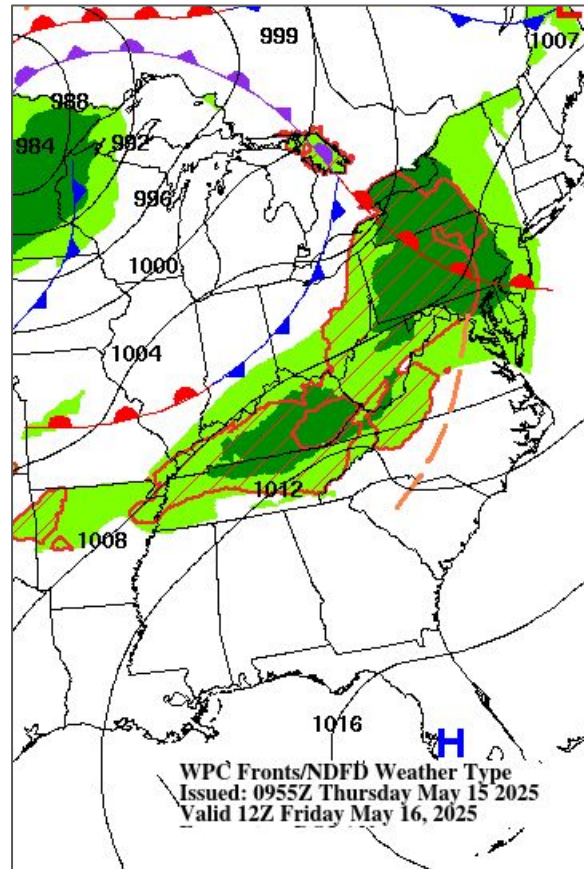 999
1007
988
984
992
996
1000
1004
1012
1008
1016
H
WPC Fronts/NDFD Weather Type
Issued: 0955Z Thursday May 15 2025
Valid 12Z Friday May 16, 2025